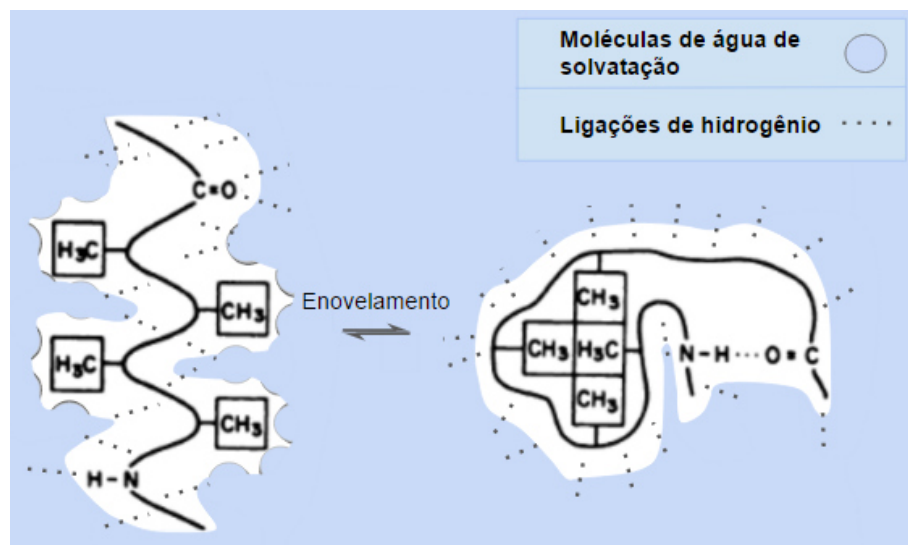 Moléculas de água de
solvatação
Ligações de hidrogênio
C=O
H₃C
CH₃
Enovelamento
H₃C
CH₃
H-N
CH₃
CH₃ H₃C
N-H···O=C
CH₃